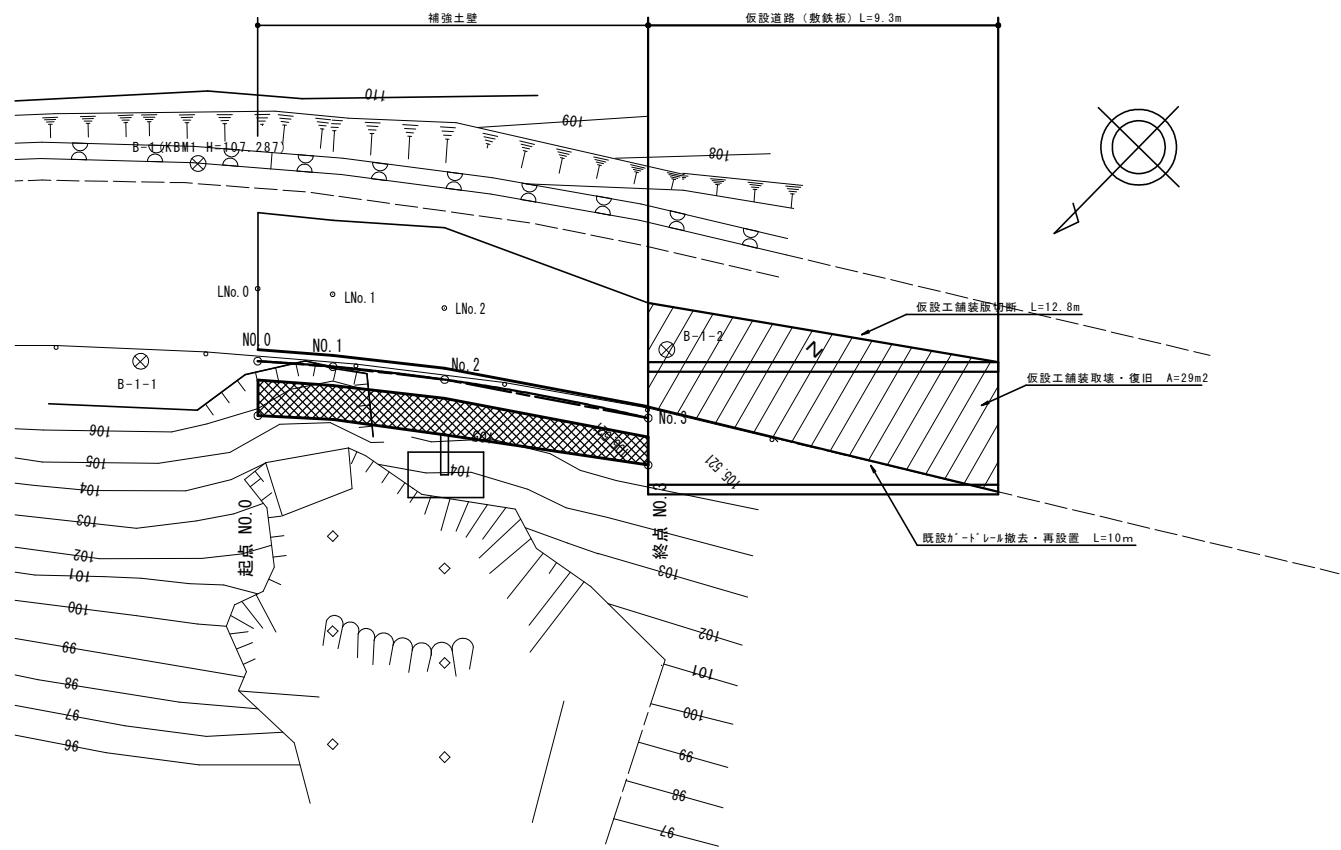 補強土壁
仮設道路（敷鉄板）L=9.3m
110
109
108
B-1(KBM1 H=107.287)
LNo.0
LNo.1
LNo.2
仮設工舗装版切断 L=12.8m
NO.0
NO.1
No.2
B-1-2
B-1-1
仮設工舗装取壊・復旧 A=29m2
No.3
106
105
104
103
102
101
100
99
98
97
96
104
105.521
起点 NO.0
終点 NO.3
既設ｶﾞｰﾄﾞﾚｰﾙ撤去・再設置 L=10m
103
102
101
100
99
98
97